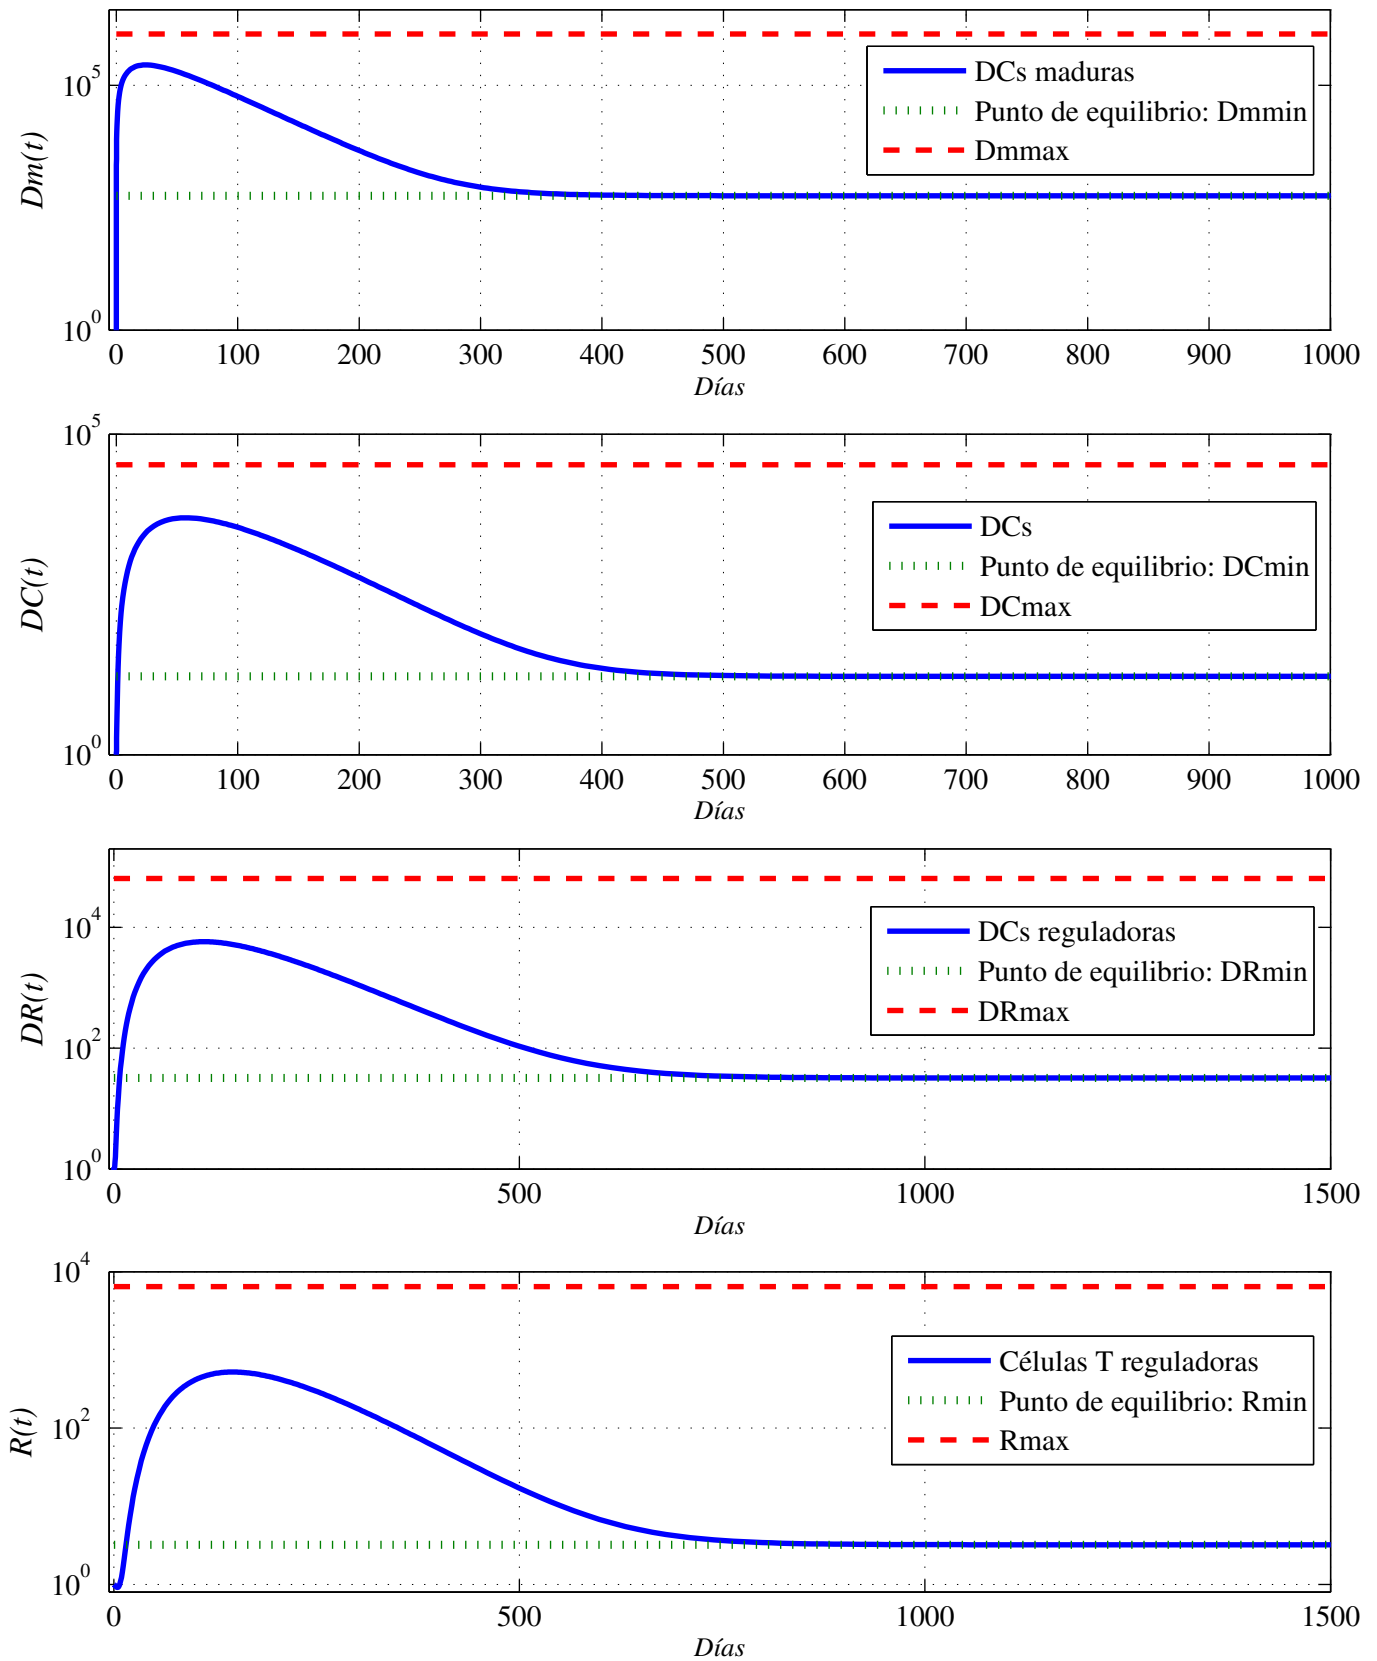 DCs maduras
Punto de equilibrio: Dmmin
Dmmax
10^5
10^0
Dm(t)
0 100 200 300 400 500 600 700 800 900 1000
Días
10^5
DCs
Punto de equilibrio: DCmin
DCmax
10^0
DC(t)
0 100 200 300 400 500 600 700 800 900 1000
Días
10^4
10^2
10^0
DR(t)
DCs reguladoras
Punto de equilibrio: DRmin
DRmax
0 500 1000 1500
Días
10^4
10^2
10^0
R(t)
Células T reguladoras
Punto de equilibrio: Rmin
Rmax
0 500 1000 1500
Días